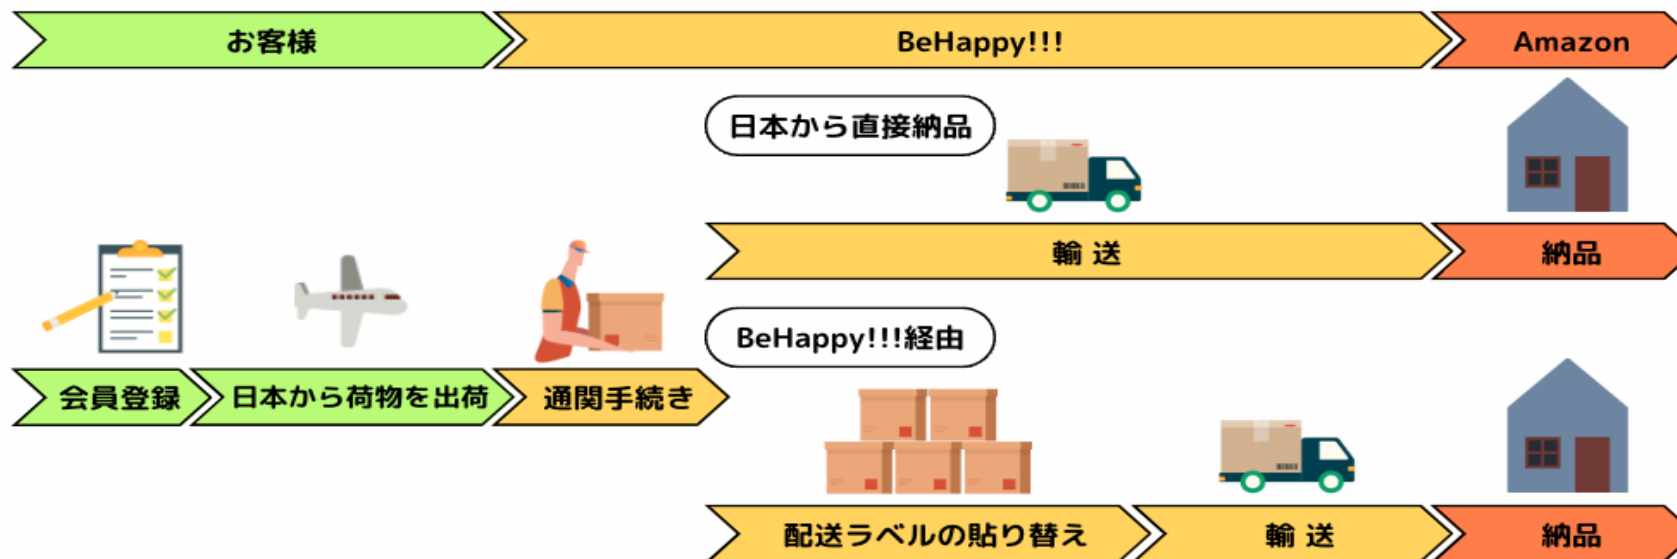 お客様
BeHappy!!!
Amazon
日本から直接納品
輸送
納品
会員登録
日本から荷物を出荷
通関手続き
BeHappy!!!経由
配送ラベルの貼り替え
輸送
納品